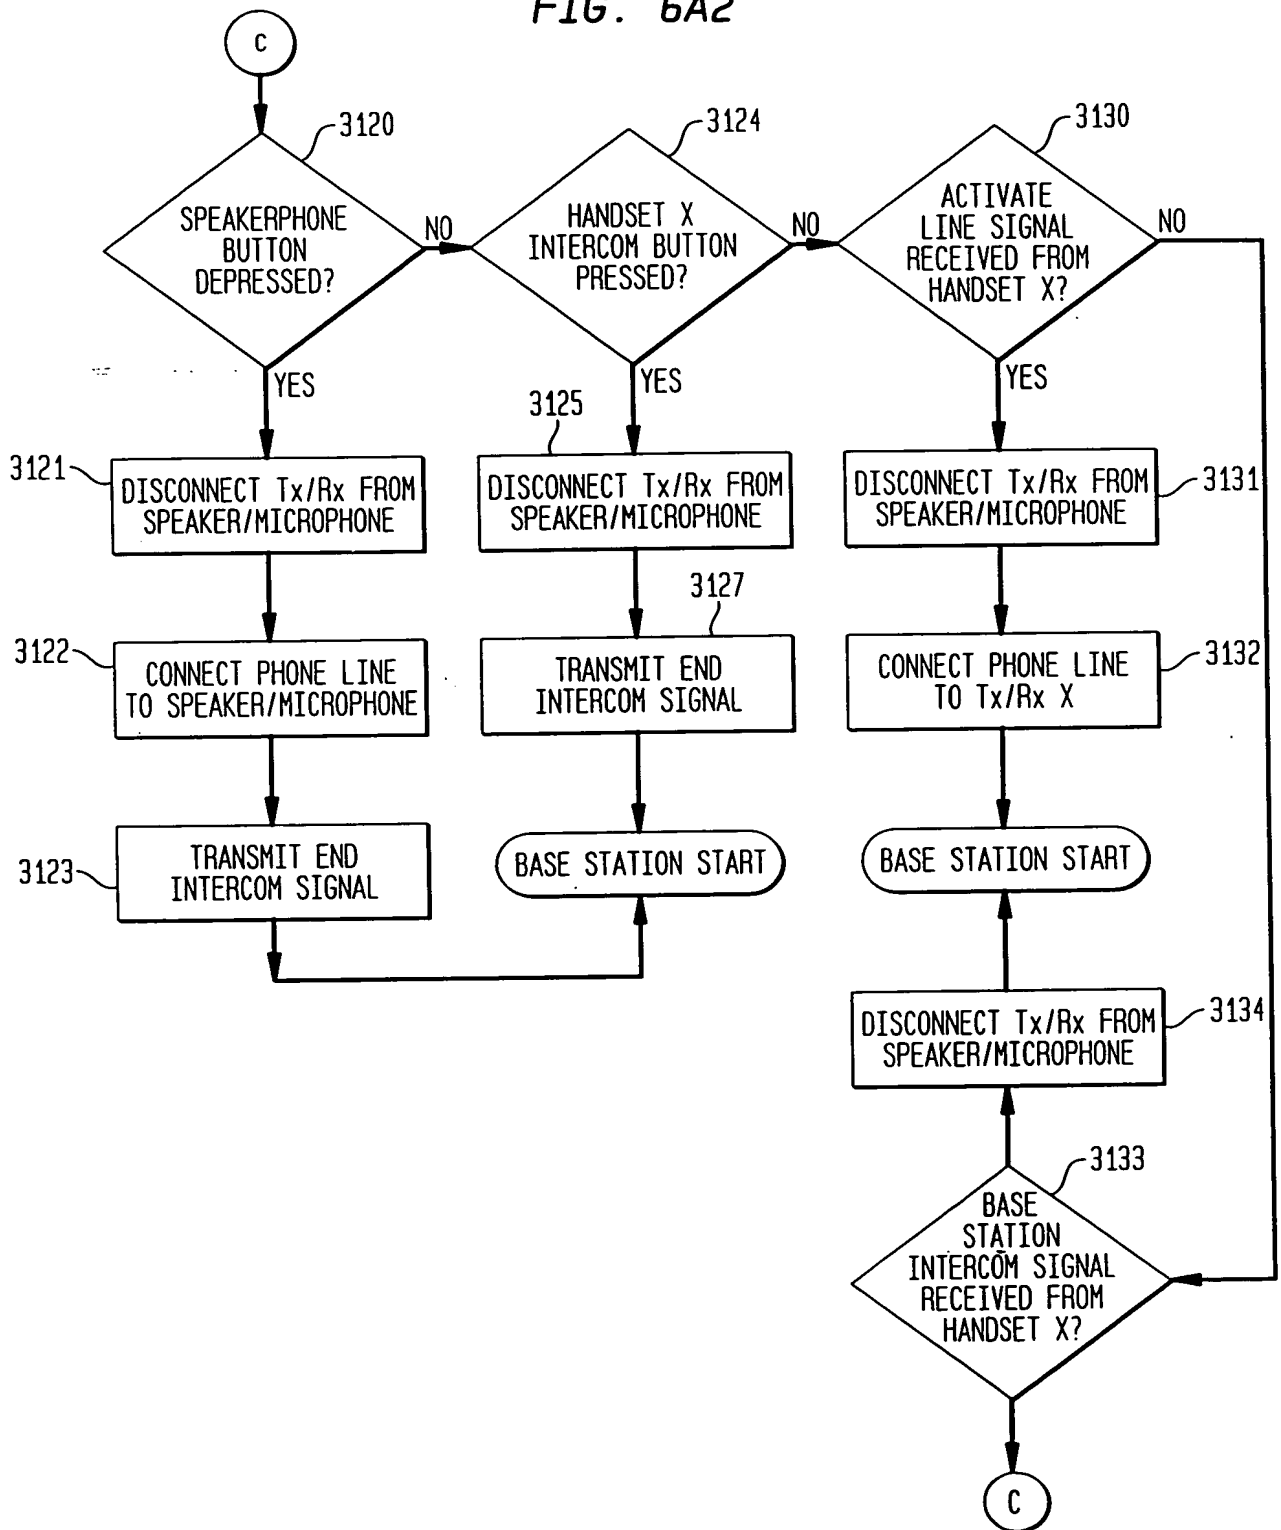 FIG. 6A2
C
3120
SPEAKERPHONE
BUTTON
DEPRESSED?
NO
YES
3124
HANDSET X
INTERCOM BUTTON
PRESSED?
NO
YES
3130
ACTIVATE
LINE SIGNAL
RECEIVED FROM
HANDSET X?
NO
YES
3121
DISCONNECT Tx/Rx FROM
SPEAKER/MICROPHONE
3125
DISCONNECT Tx/Rx FROM
SPEAKER/MICROPHONE
3131
DISCONNECT Tx/Rx FROM
SPEAKER/MICROPHONE
3122
CONNECT PHONE LINE
TO SPEAKER/MICROPHONE
3127
TRANSMIT END
INTERCOM SIGNAL
3132
CONNECT PHONE LINE
TO Tx/Rx X
3123
TRANSMIT END
INTERCOM SIGNAL
BASE STATION START
BASE STATION START
3134
DISCONNECT Tx/Rx FROM
SPEAKER/MICROPHONE
3133
BASE
STATION
INTERCOM SIGNAL
RECEIVED FROM
HANDSET X?
C